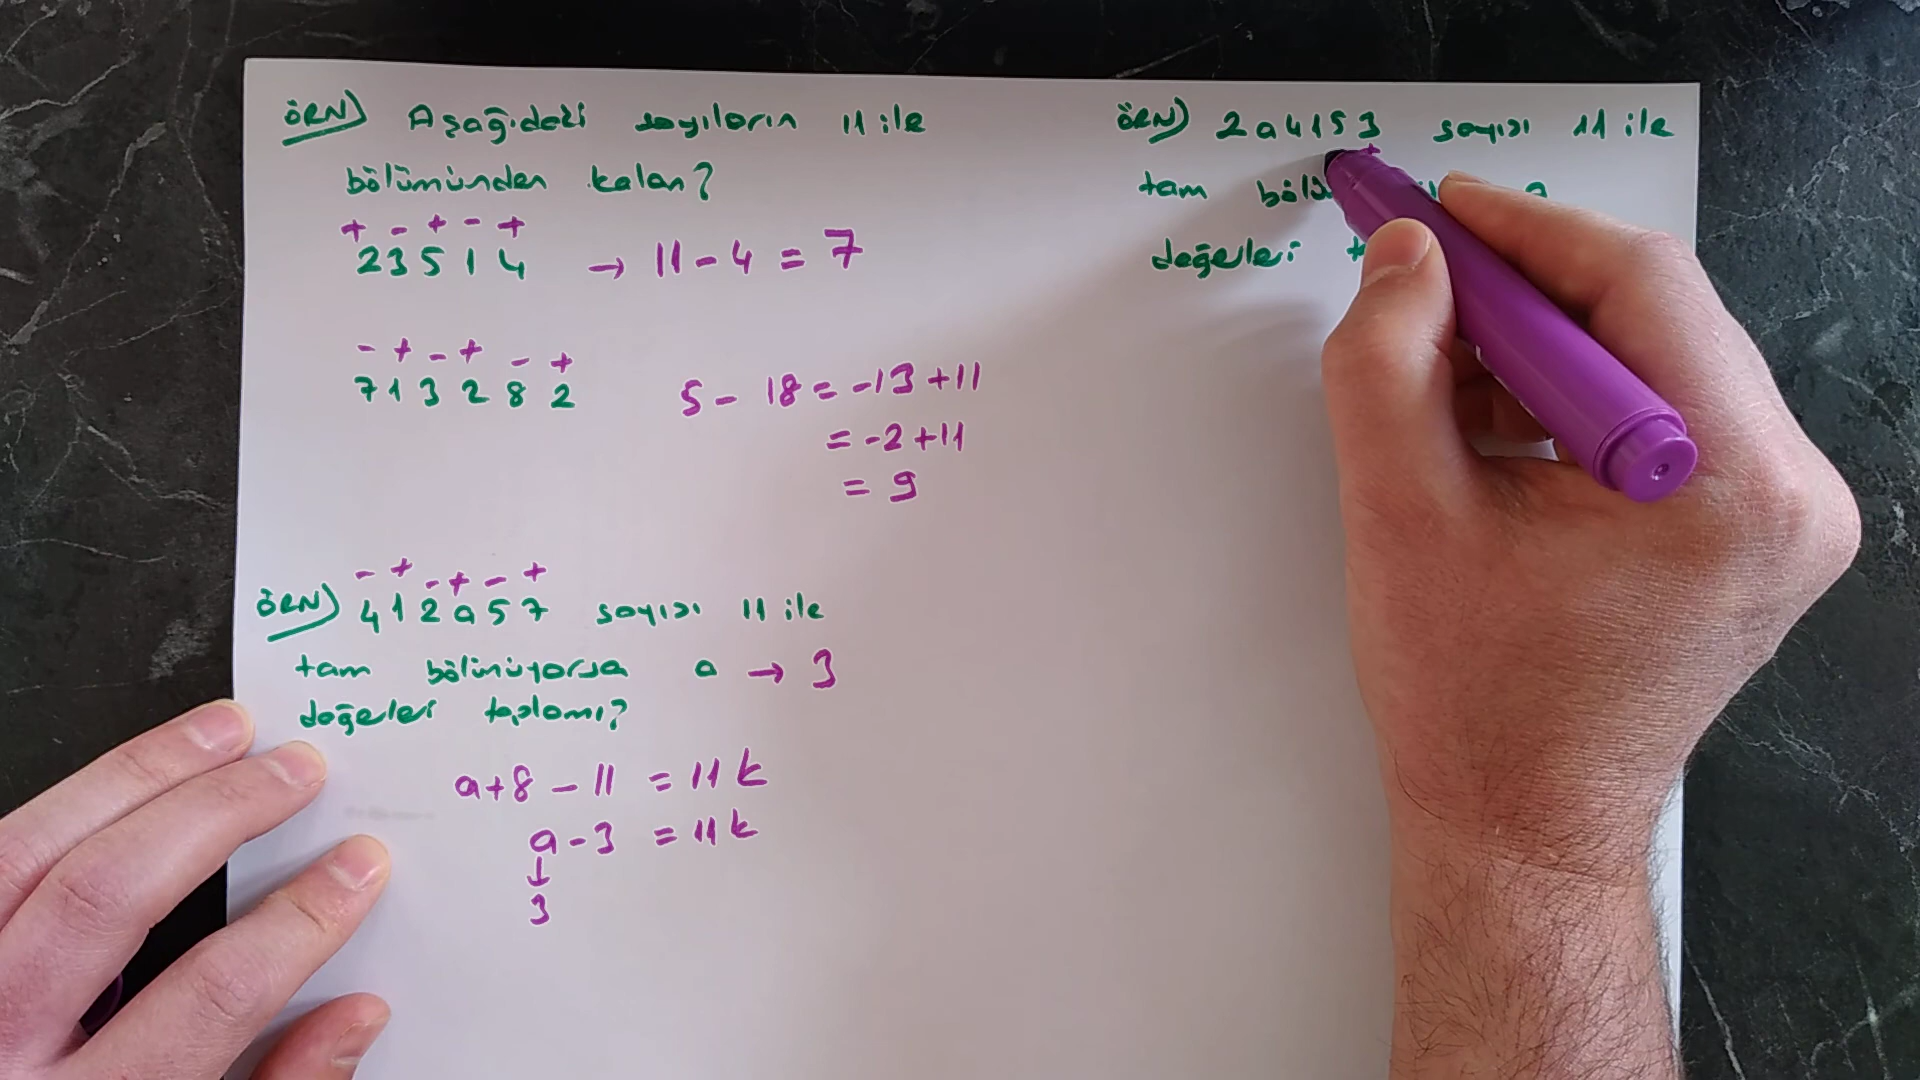 ÖRN) Aşağıdaki sayıların 11 ile
bölümünden kalan?
+ - + - +
23514 → 11 - 4 = 7
- + - + - +
713282
5 - 18 = -13 + 11
= -2 + 11
= 9
- + - + - +
ÖRN) 412a57 sayısı 11 ile
tam bölünüyorsa a → 3
değerleri toplamı?
a + 8 - 11 = 11k
a - 3 = 11k
↓
3
ÖRN) 2a4153 sayısı 11 ile
+
tam a
değerleri